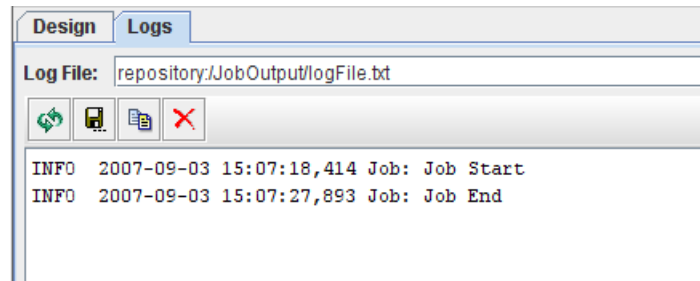 Design Logs
Log File: repository:/JobOutput/logFile.txt
INFO 2007-09-03 15:07:18,414 Job: Job Start
INFO 2007-09-03 15:07:27,893 Job: Job End